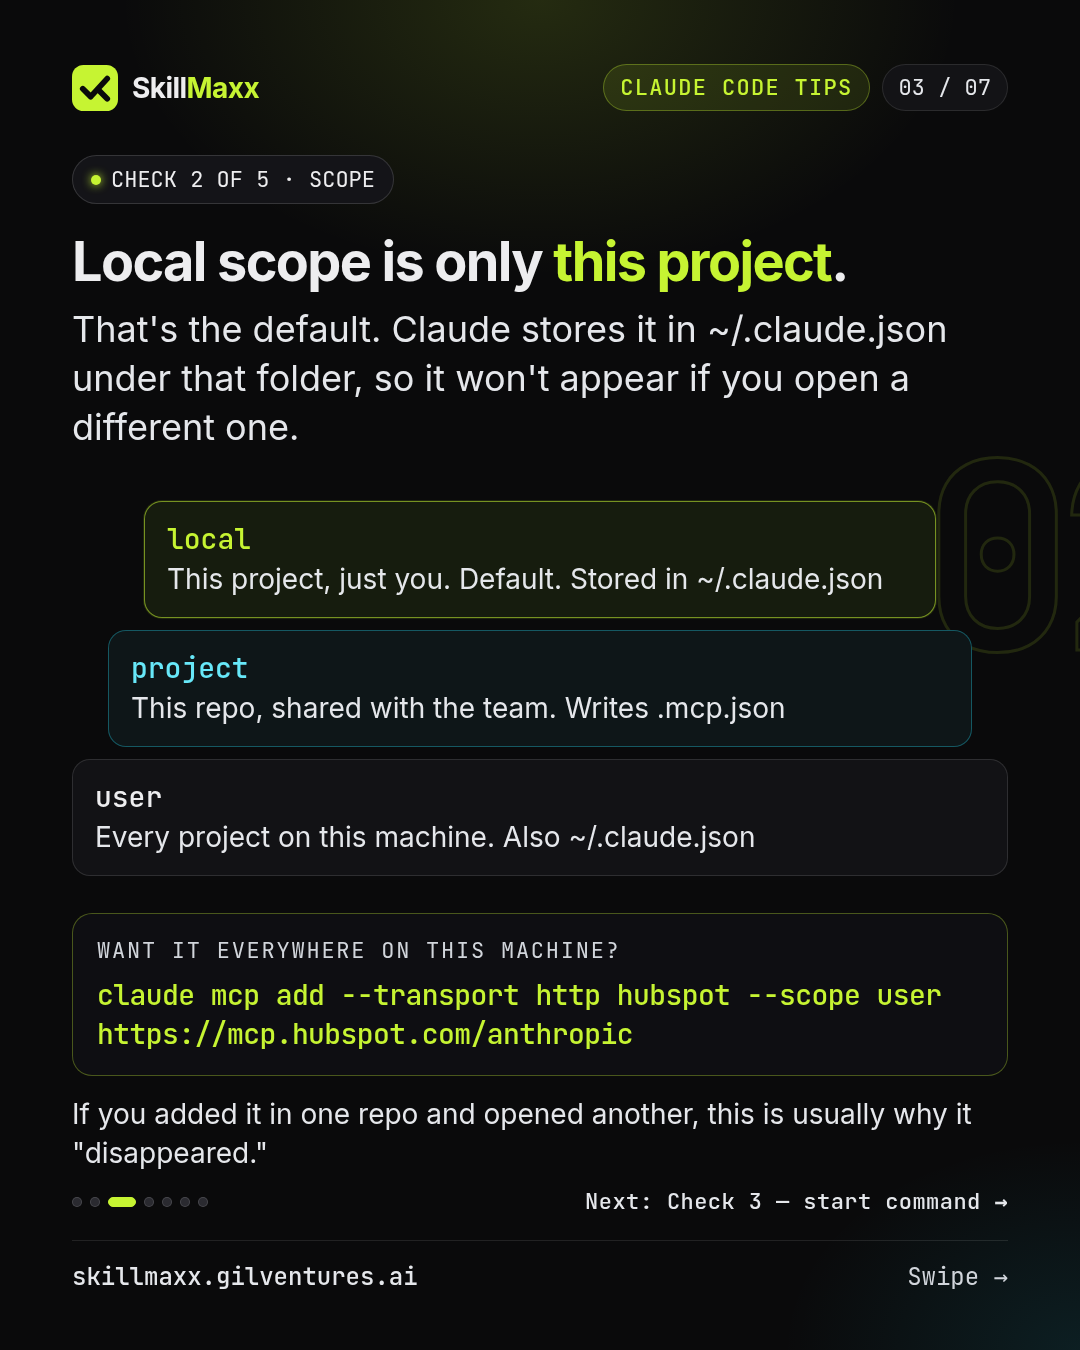 SkillMaxx
CLAUDE CODE TIPS
03 / 07
CHECK 2 OF 5 · SCOPE
Local scope is only this project.
That's the default. Claude stores it in ~/.claude.json
under that folder, so it won't appear if you open a
different one.
local
This project, just you. Default. Stored in ~/.claude.json
project
This repo, shared with the team. Writes .mcp.json
user
Every project on this machine. Also ~/.claude.json
WANT IT EVERYWHERE ON THIS MACHINE?
claude mcp add --transport http hubspot --scope user
https://mcp.hubspot.com/anthropic
If you added it in one repo and opened another, this is usually why it
"disappeared."
Next: Check 3 — start command →
skillmaxx.gilventures.ai
Swipe →